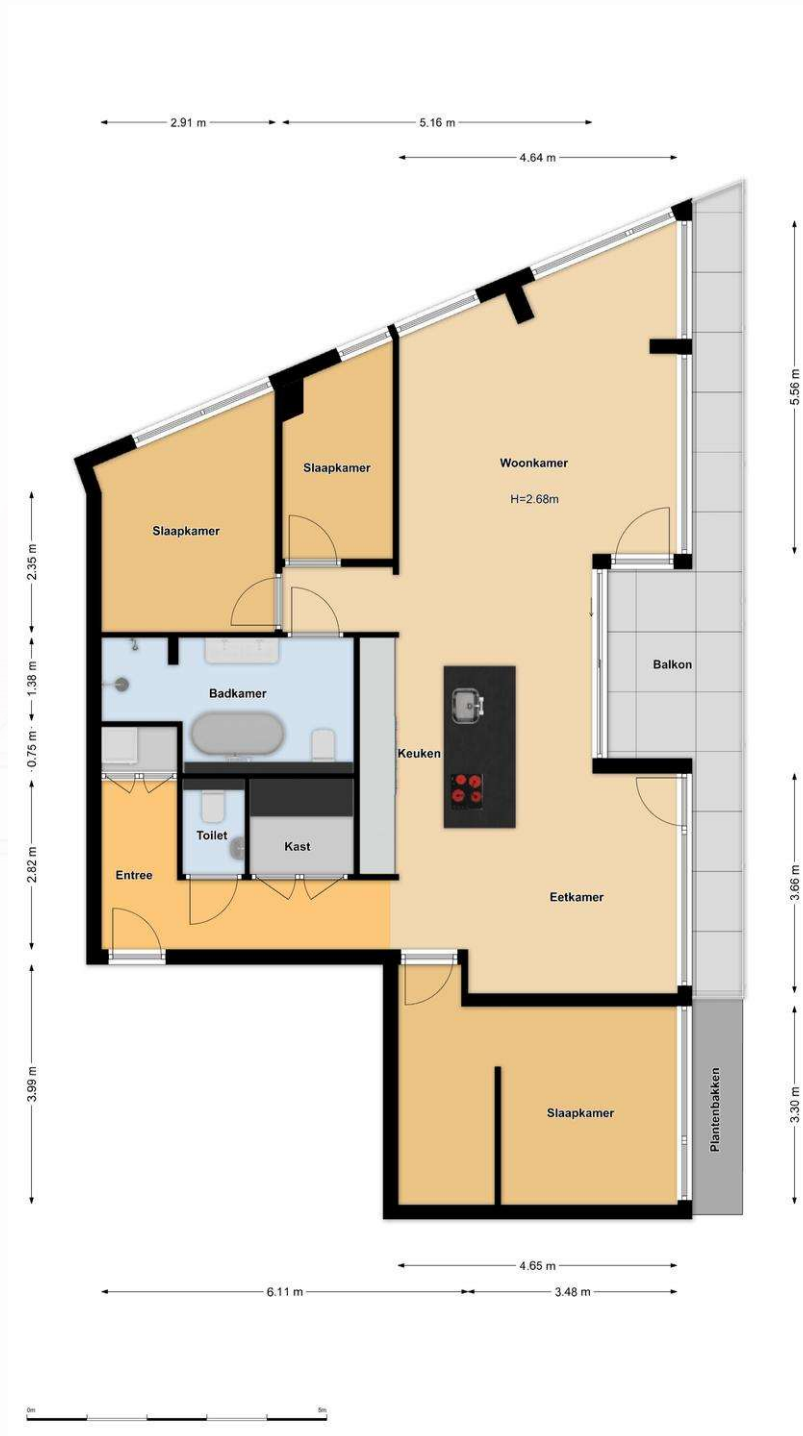 2.91 m
5.16 m
4.64 m
5.56 m
Woonkamer
Slaapkamer
H=2.68m
Slaapkamer
2.35 m
Balkon
1.38 m
Badkamer
0.75 m
Keuken
Toilet
Kast
2.82 m
Entree
Eetkamer
3.66 m
3.99 m
Slaapkamer
Plantenbakken
3.30 m
4.65 m
6.11 m
3.48 m
0m
5m